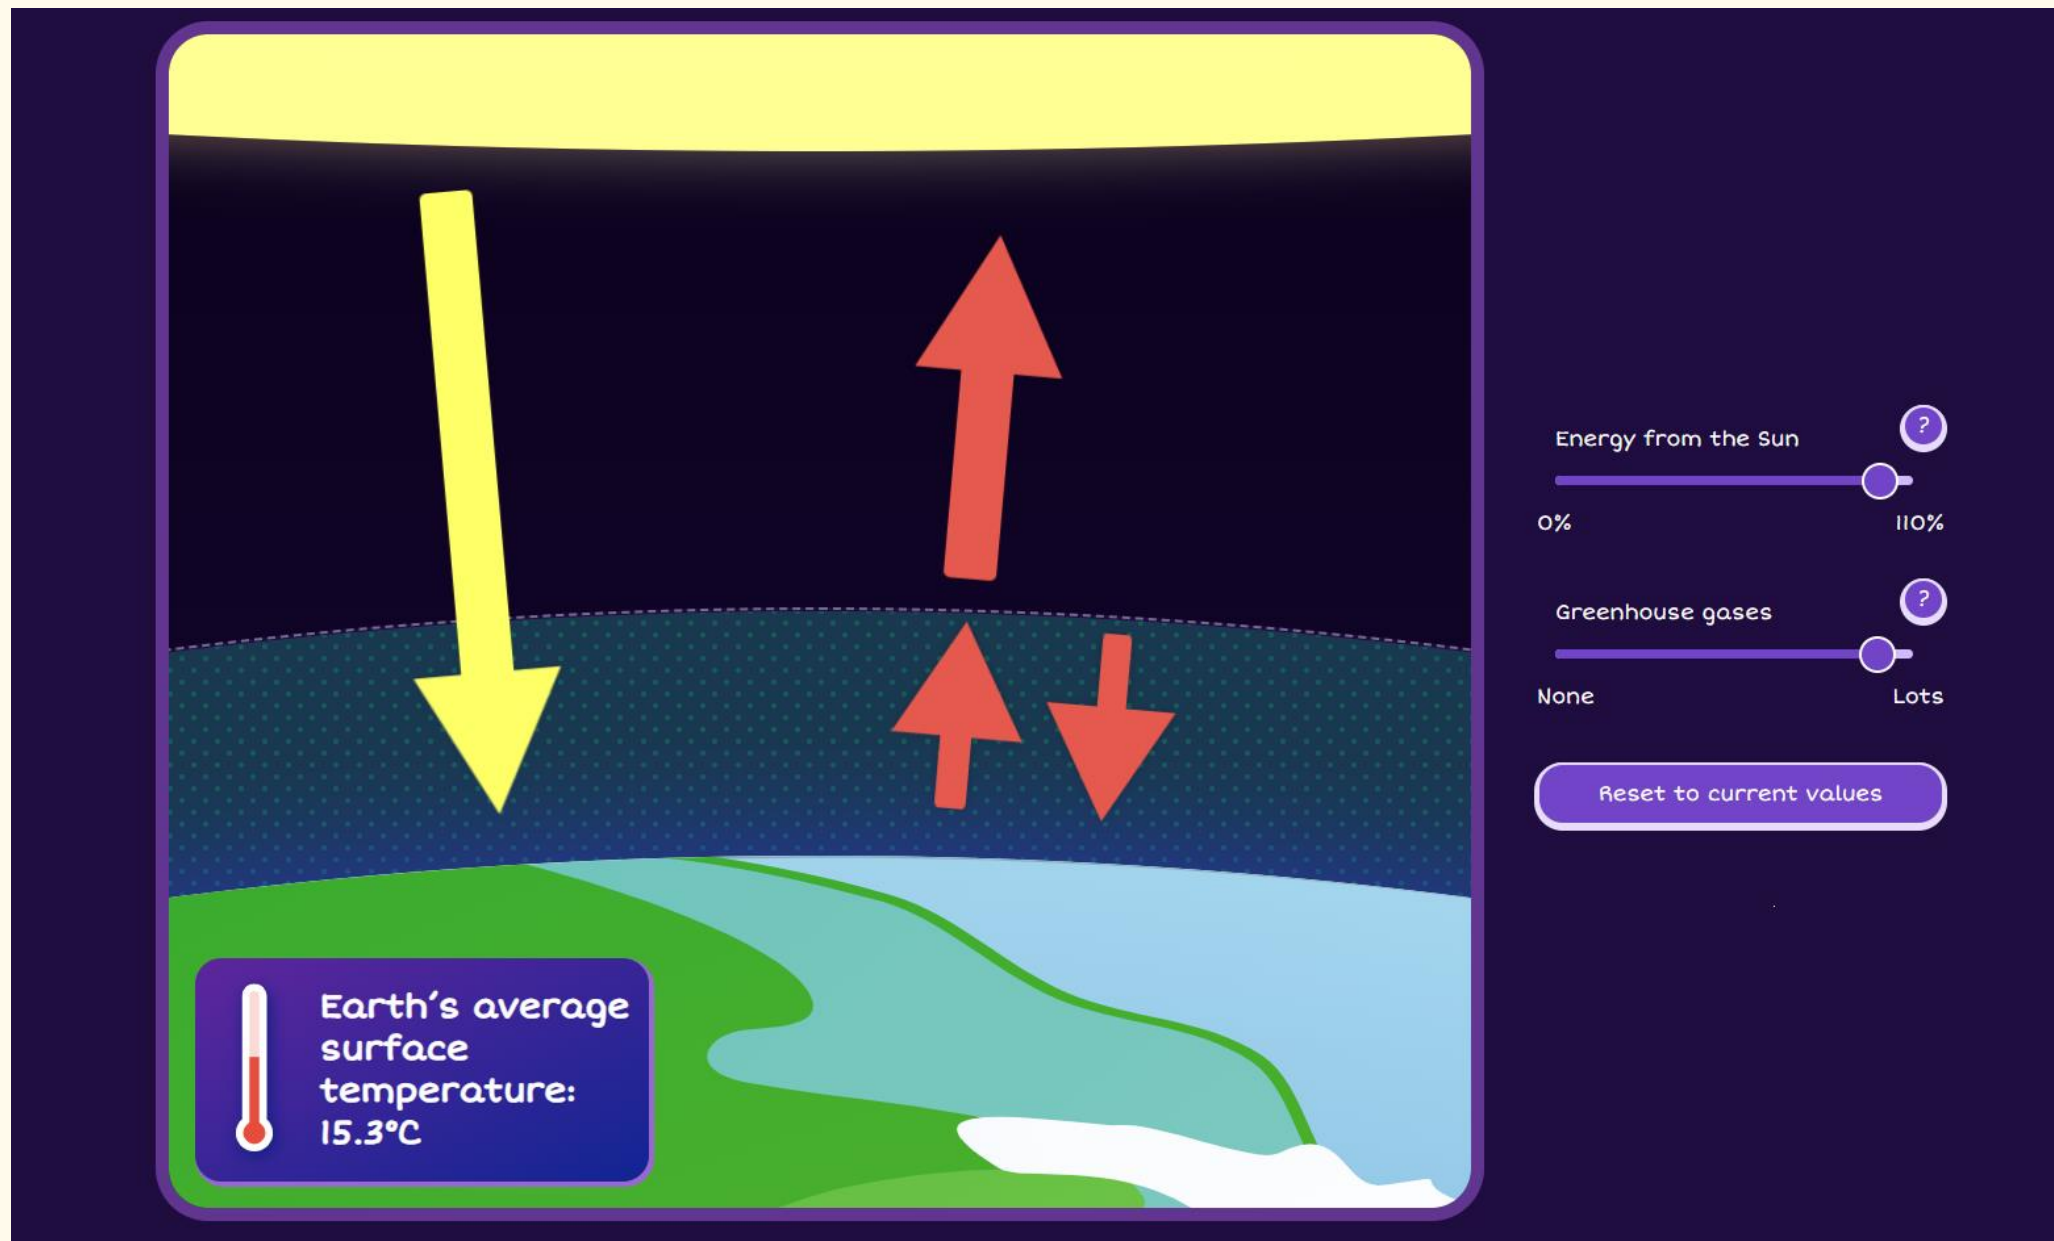 Energy from the Sun
?
0%
110%
Greenhouse gases
?
None
Lots
Reset to current values
Earth's average
surface
temperature:
15.3°C